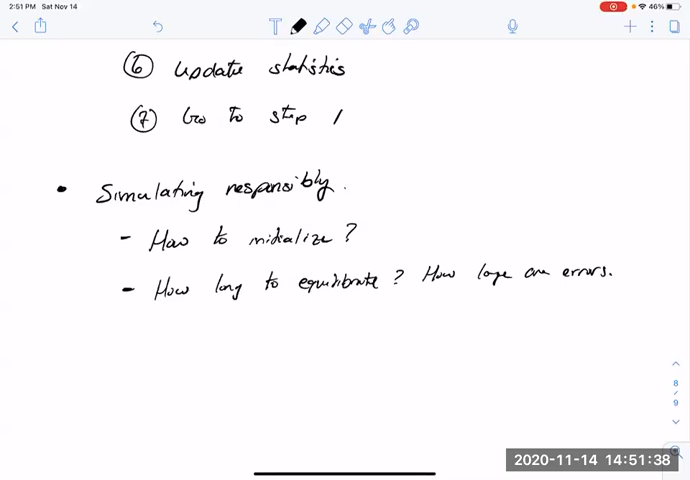 2:51 PM Sat Nov 14
46%
⑥ update statistics
⑦ Go to step 1
• Simulating responsibly.
- How to initialize?
- How long to equilibrate? How large are errors.
8
/
9
2020-11-14 14:51:38